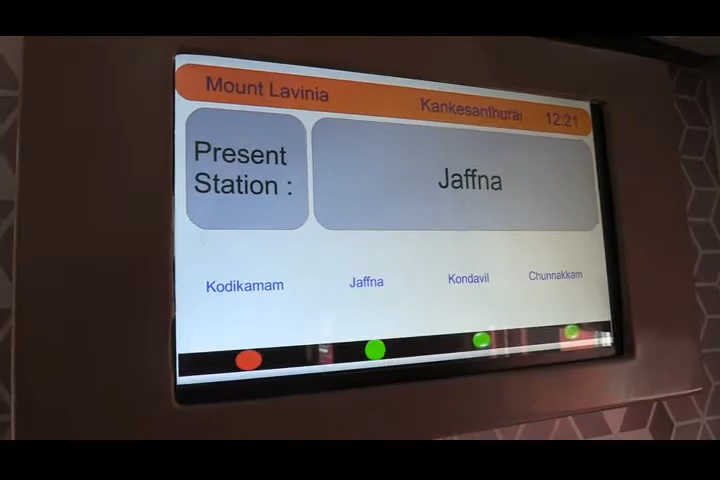 Mount Lavinia Kankesanthurai 12:21
Present
Station :
Jaffna
Kodikamam Jaffna Kondavil Chunnakkam